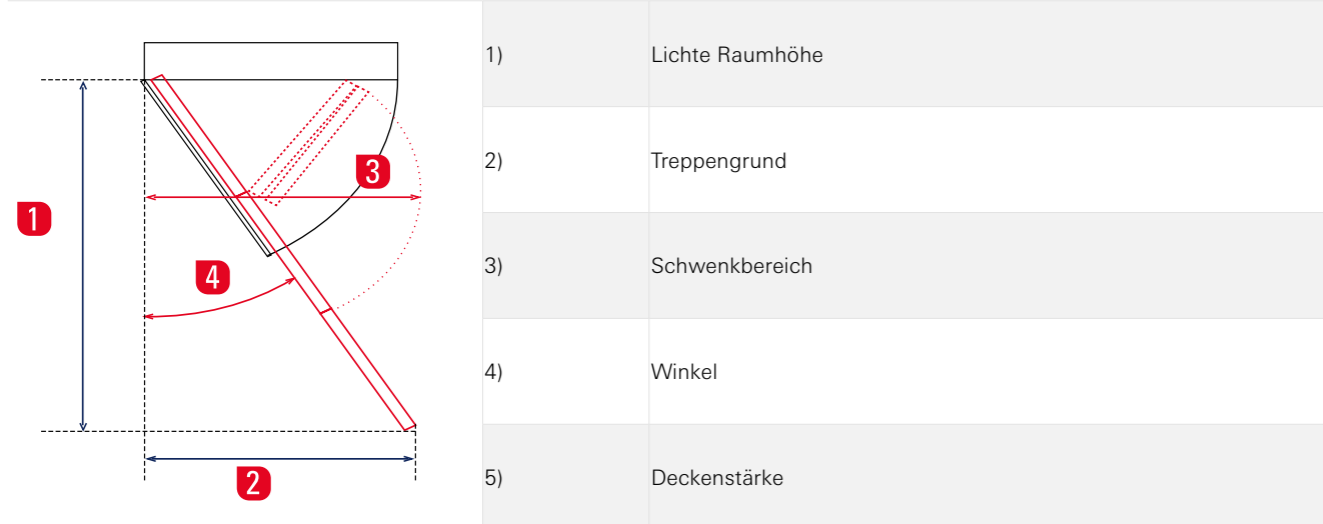 1) Lichte Raumhöhe
2) Treppengrund
3) Schwenkbereich
4) Winkel
5) Deckenstärke
3
1
4
2